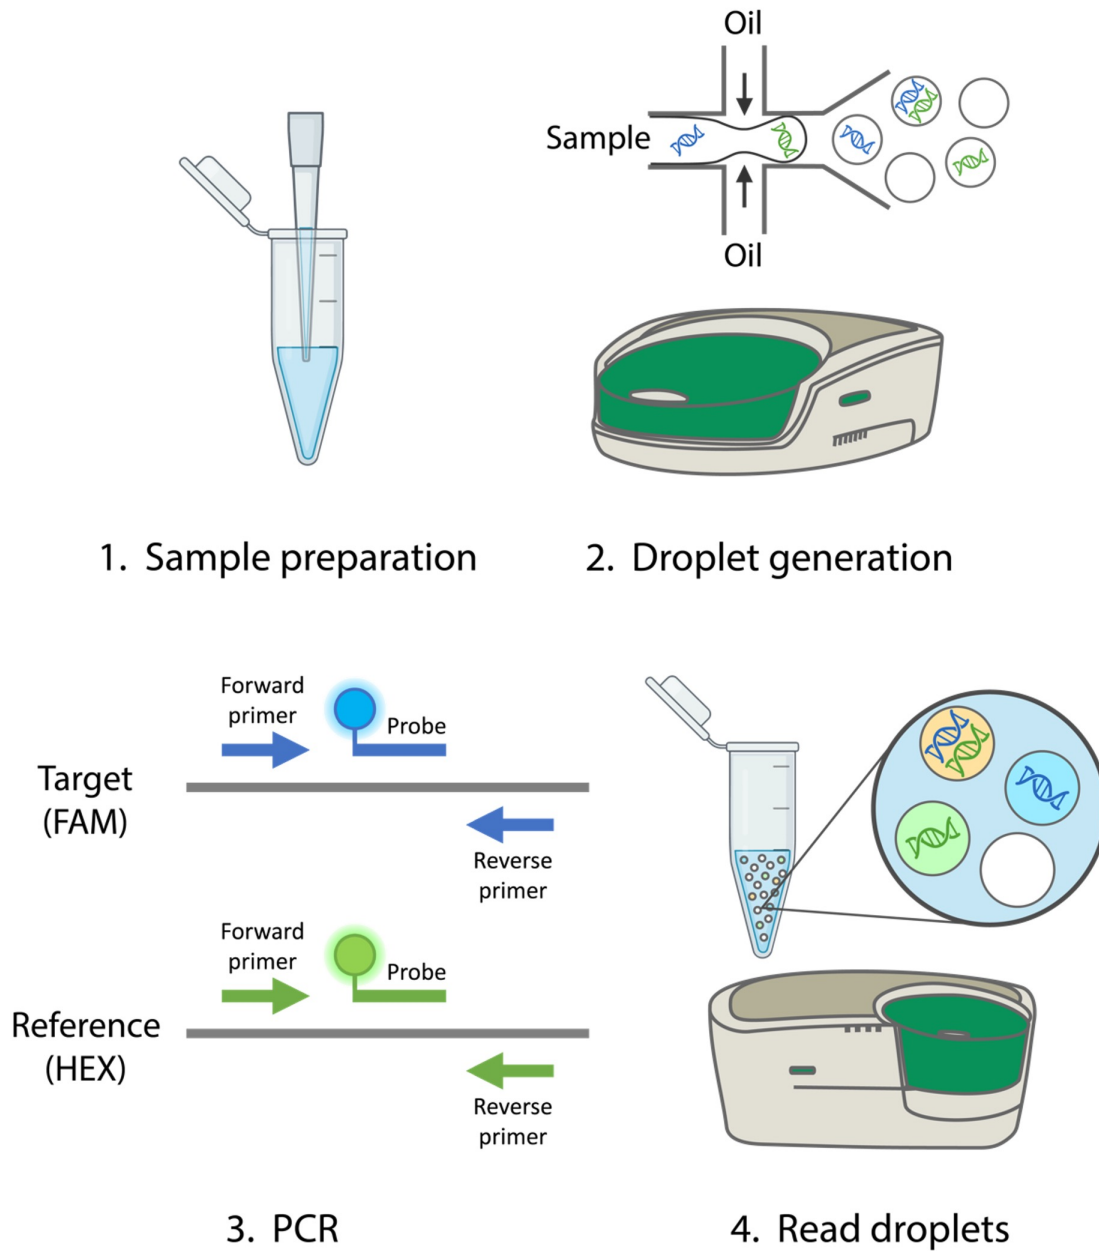 Oil
Sample
Oil
1. Sample preparation
2. Droplet generation
Forward
primer
Probe
Target
(FAM)
Reverse
primer
Forward
primer
Probe
Reference
(HEX)
Reverse
primer
3. PCR
4. Read droplets